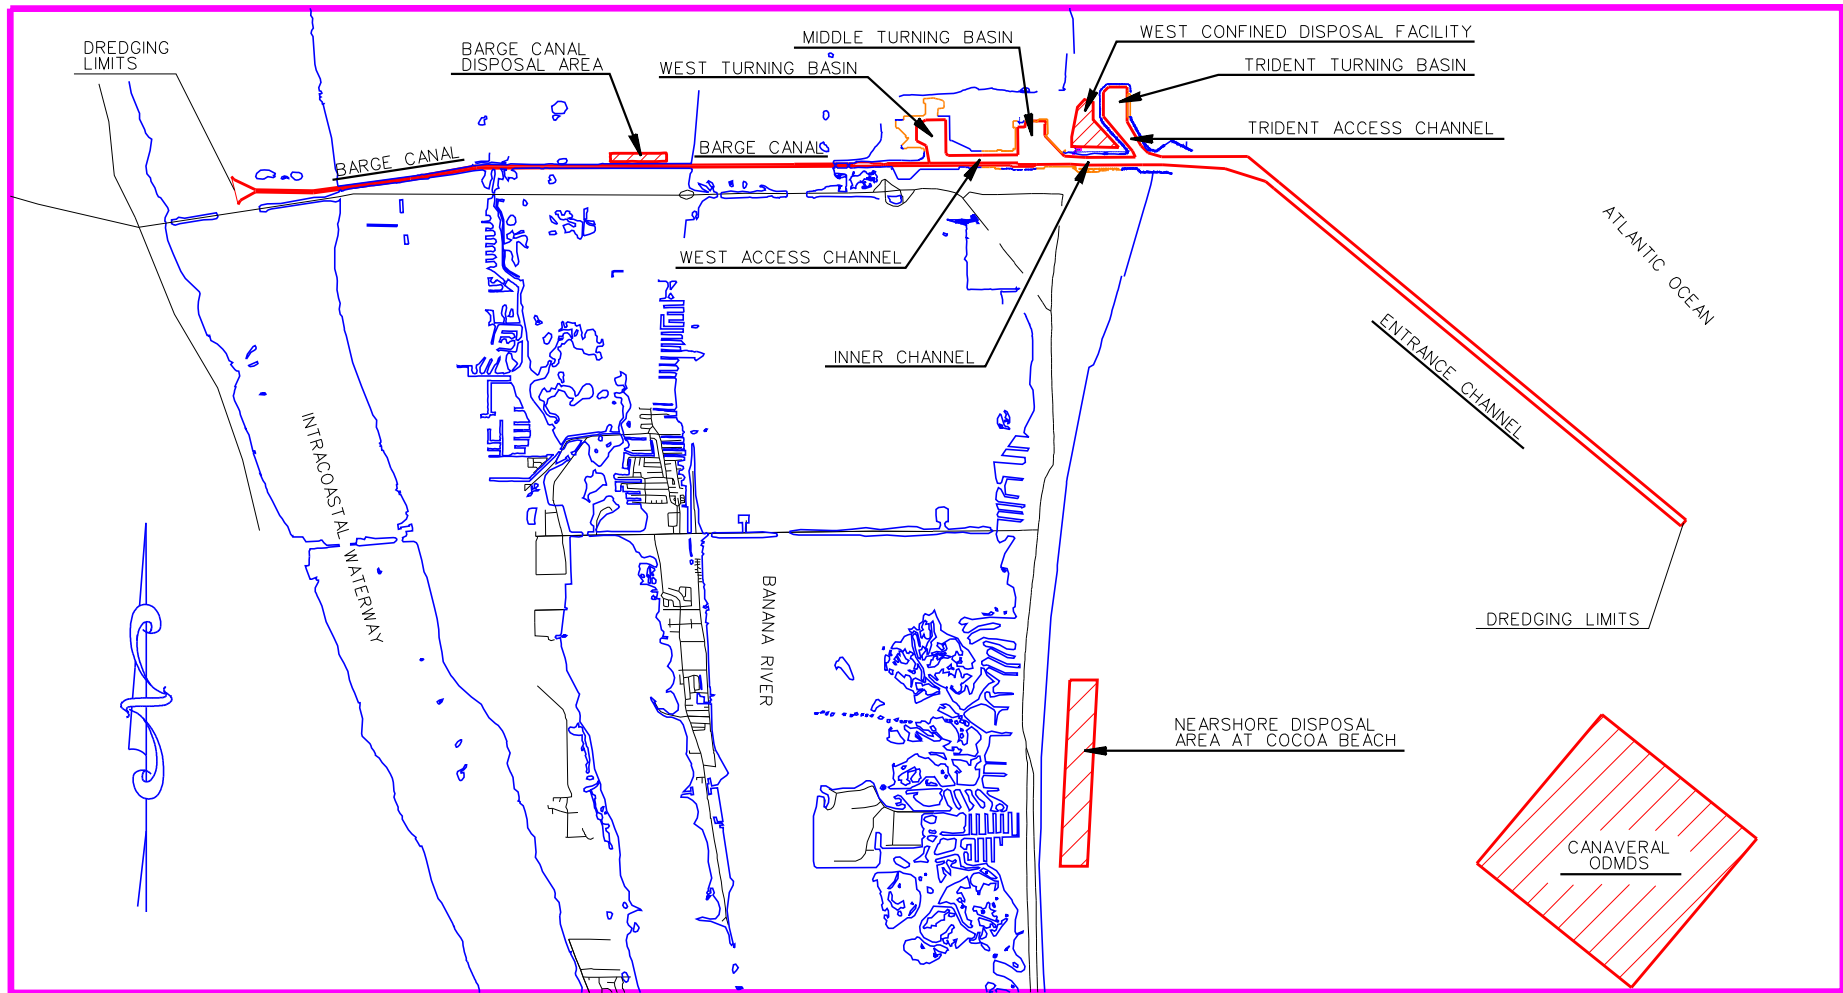 DREDGING
LIMITS
BARGE CANAL
DISPOSAL AREA
MIDDLE TURNING BASIN
WEST TURNING BASIN
WEST CONFINED DISPOSAL FACILITY
TRIDENT TURNING BASIN
TRIDENT ACCESS CHANNEL
BARGE CANAL
BARGE CANAL
WEST ACCESS CHANNEL
INNER CHANNEL
ATLANTIC OCEAN
ENTRANCE CHANNEL
INTRACOASTAL WATERWAY
BANANA RIVER
DREDGING LIMITS
NEARSHORE DISPOSAL
AREA AT COCOA BEACH
CANAVERAL
ODMDS